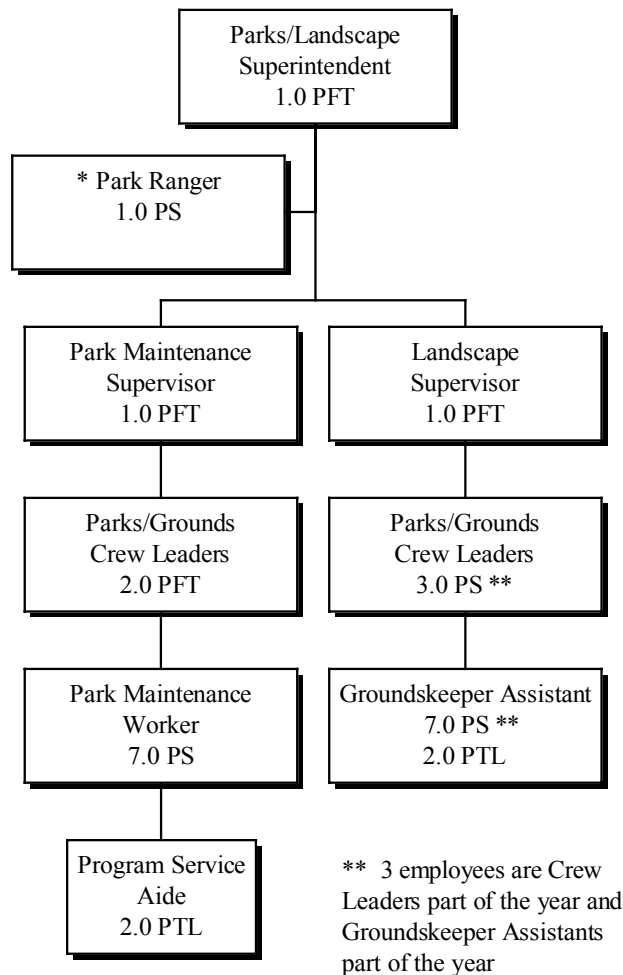 Parks/Landscape
Superintendent
1.0 PFT
* Park Ranger
1.0 PS
Park Maintenance
Supervisor
1.0 PFT
Landscape
Supervisor
1.0 PFT
Parks/Grounds
Crew Leaders
2.0 PFT
Parks/Grounds
Crew Leaders
3.0 PS **
Park Maintenance
Worker
7.0 PS
Groundskeeper Assistant
7.0 PS **
2.0 PTL
Program Service
Aide
2.0 PTL
** 3 employees are Crew
Leaders part of the year and
Groundskeeper Assistants
part of the year